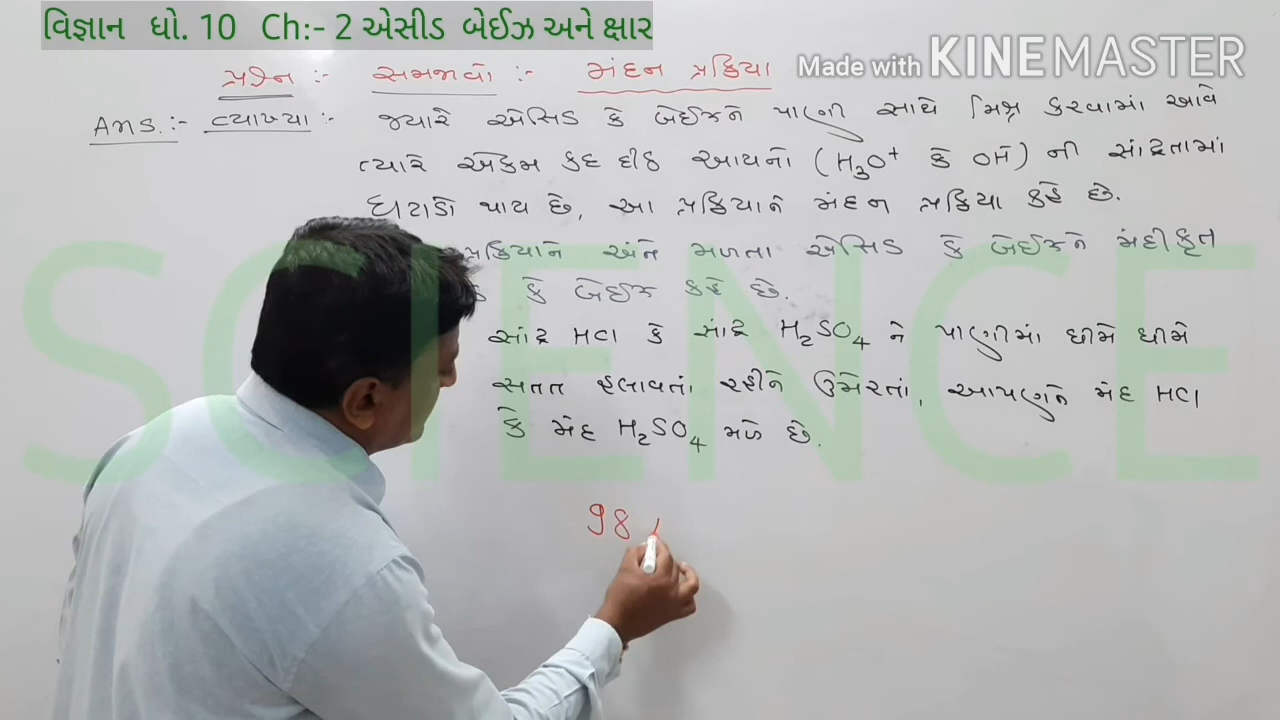 વિજ્ઞાન ધો. 10 Ch:- 2 એસીડ બેઈઝ અને ક્ષાર
Made with KINEMASTER
પ્રશ્ન :- સમજાવો :- મંદન પ્રક્રિયા
Ans. :- વ્યાખ્યા :- જ્યારે એસિડ કે બેઈઝને પાણી સાથે મિશ્ર કરવામાં આવે
ત્યારે એકમ કદ દીઠ આયનો (H₃O⁺ કે OH⁻) ની સાંદ્રતામાં
ઘટાડો થાય છે, આ પ્રક્રિયાને મંદન પ્રક્રિયા કહે છે.
પ્રક્રિયાને અંતે મળતા એસિડ કે બેઈઝને મંદીકૃત
કે બેઈઝ કહે છે.
સાંદ્ર HCl કે સાંદ્ર H₂SO₄ ને પાણીમાં ધીમે ધીમે
સતત હલાવતાં રહીને ઉમેરતાં, આપણને મંદ HCl
કે મંદ H₂SO₄ મળે છે.
98
SCIENCE